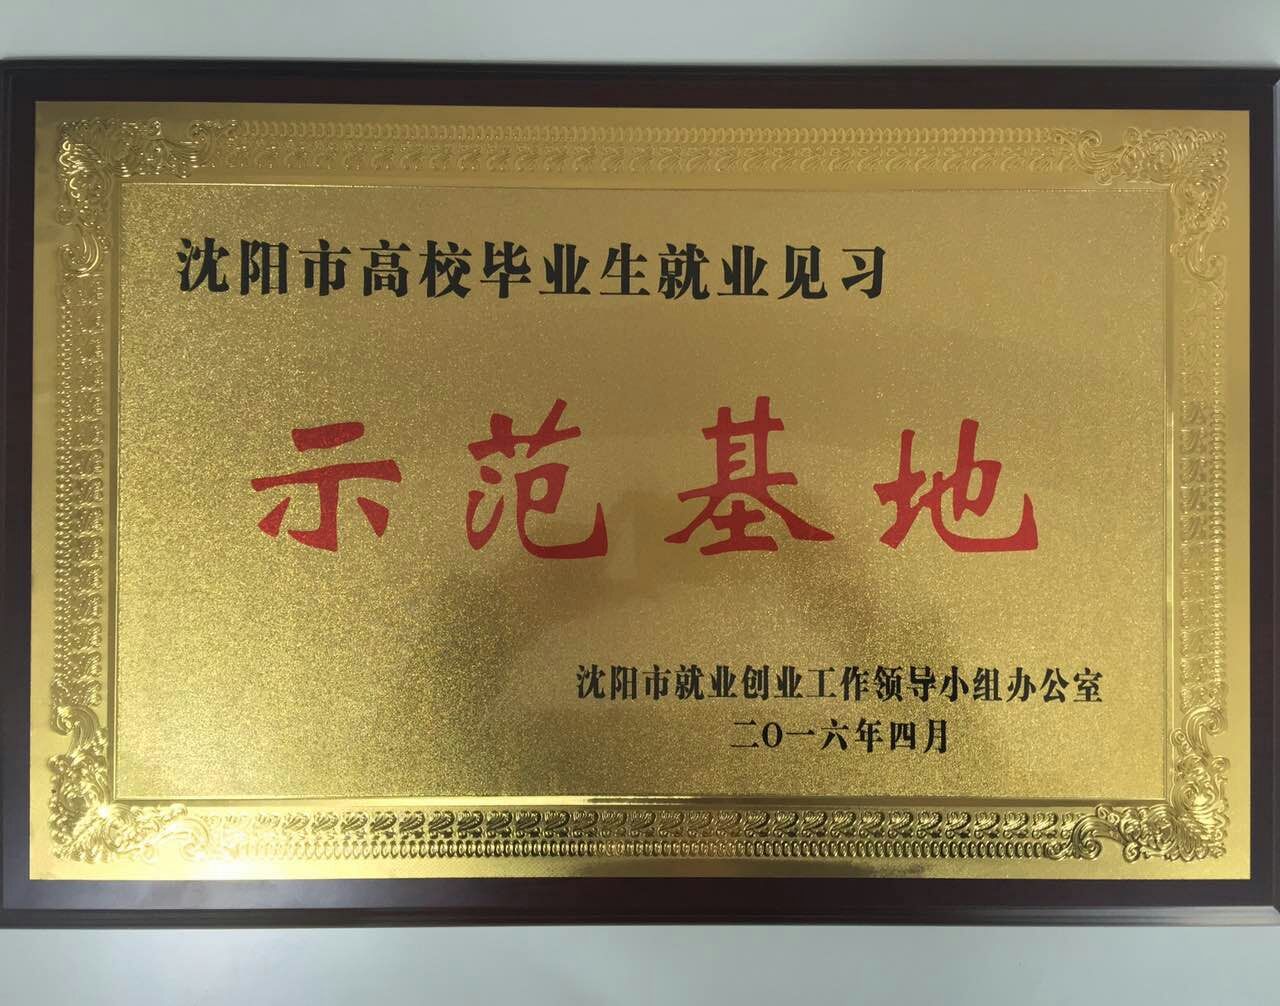 沈阳市高校毕业生就业见习
示范基地
沈阳市就业创业工作领导小组办公室
二〇一六年四月